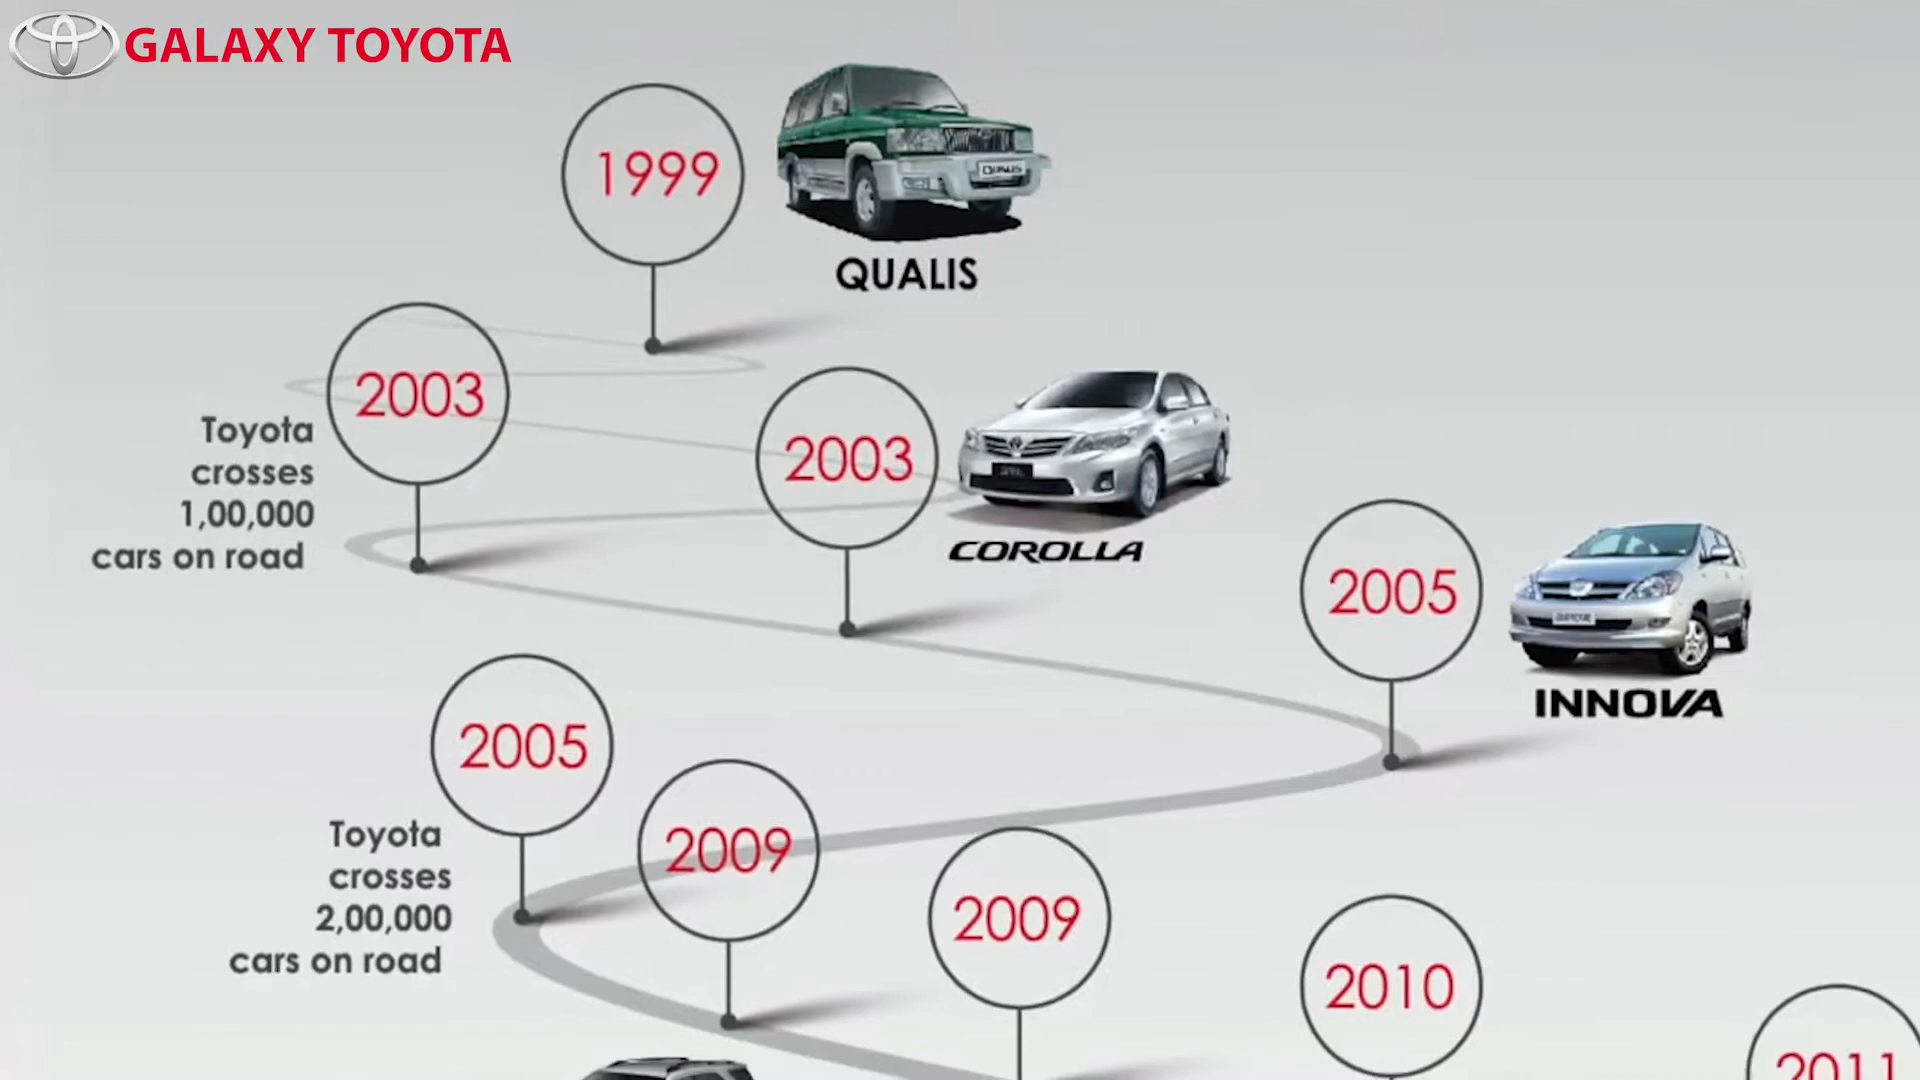 GALAXY TOYOTA
1999
QUALIS
2003
Toyota
crosses
1,00,000
cars on road
2003
COROLLA
2005
INNOVA
2005
Toyota
crosses
2,00,000
cars on road
2009
2009
2010
2011